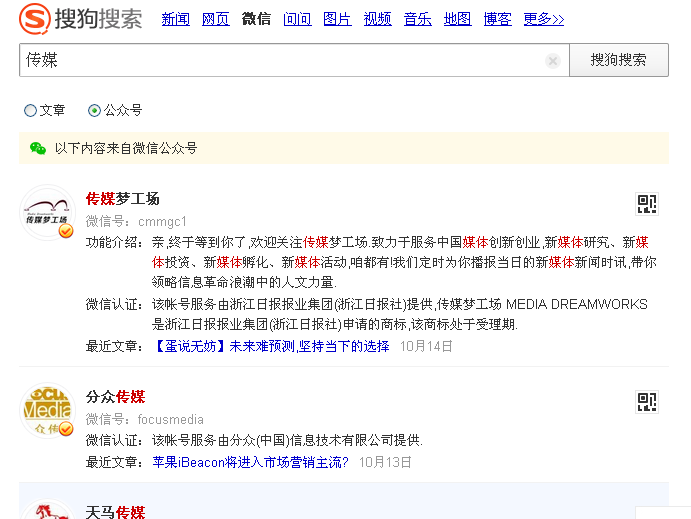 搜狗搜索 新闻 网页 微信 问问 图片 视频 音乐 地图 博客 更多>>
传媒 搜狗搜索
文章 公众号
以下内容来自微信公众号
传媒梦工场
微信号：cmmgc1
功能介绍：亲,终于等到你了,欢迎关注传媒梦工场.致力于服务中国媒体创新创业,新媒体研究、新媒
体投资、新媒体孵化、新媒体活动,咱都有!我们定时为你播报当日的新媒体新闻时讯,带你
领略信息革命浪潮中的人文力量.
微信认证：该帐号服务由浙江日报报业集团(浙江日报社)提供,传媒梦工场 MEDIA DREAMWORKS
是浙江日报报业集团(浙江日报社)申请的商标,该商标处于受理期.
最近文章：【蛋说无妨】未来难预测,坚持当下的选择 10月14日
传媒梦工场
分众传媒
微信号：focusmedia
微信认证：该帐号服务由分众(中国)信息技术有限公司提供.
最近文章：苹果iBeacon将进入市场营销主流？ 10月13日
Media
天马传媒